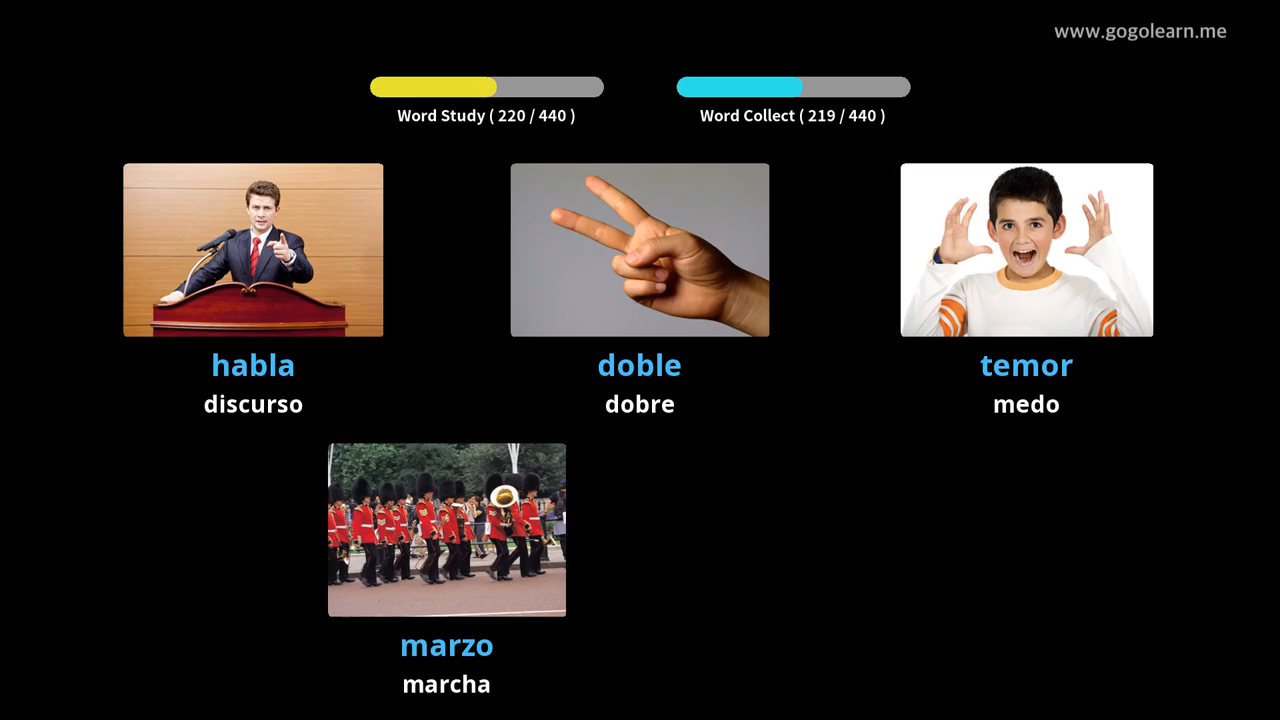 www.gogolearn.me
Word Study ( 220 / 440 )
Word Collect ( 219 / 440 )
habla
doble
temor
discurso
dobre
medo
marzo
marcha